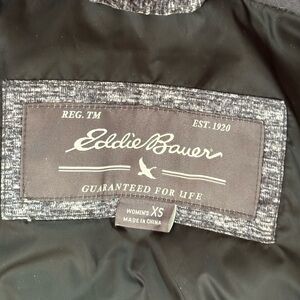 REG. TM EST. 1920
Eddie Bauer
GUARANTEED FOR LIFE
WOMEN'S XS
MADE IN CHINA